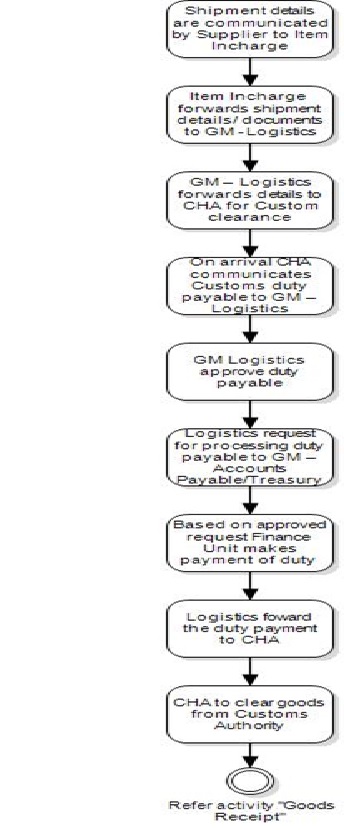 Shipment details
are communicated
by Supplier to Item
Incharge
Item Incharge
forwards shipment
details/ documents
to GM -Logistics
GM – Logistics
forwards details to
CHA for Custom
clearance
On arrival CHA
communicates
Customs duty
payable to GM –
Logistics
GM Logistics
approve duty
payable
Logistics request
for processing duty
payable to GM –
Accounts
Payable/Treasury
Based on approved
request Finance
Unit makes
payment of duty
Logistics foward
the duty payment
to CHA
CHA to clear goods
from Customs
Authority
Refer activity "Goods
Receipt"